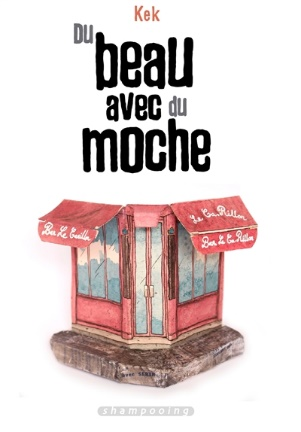 Kek
Du
beau
avec du
moche
Le Carillon
Bar Le Carillon
Bar Le Carillon
shampooing